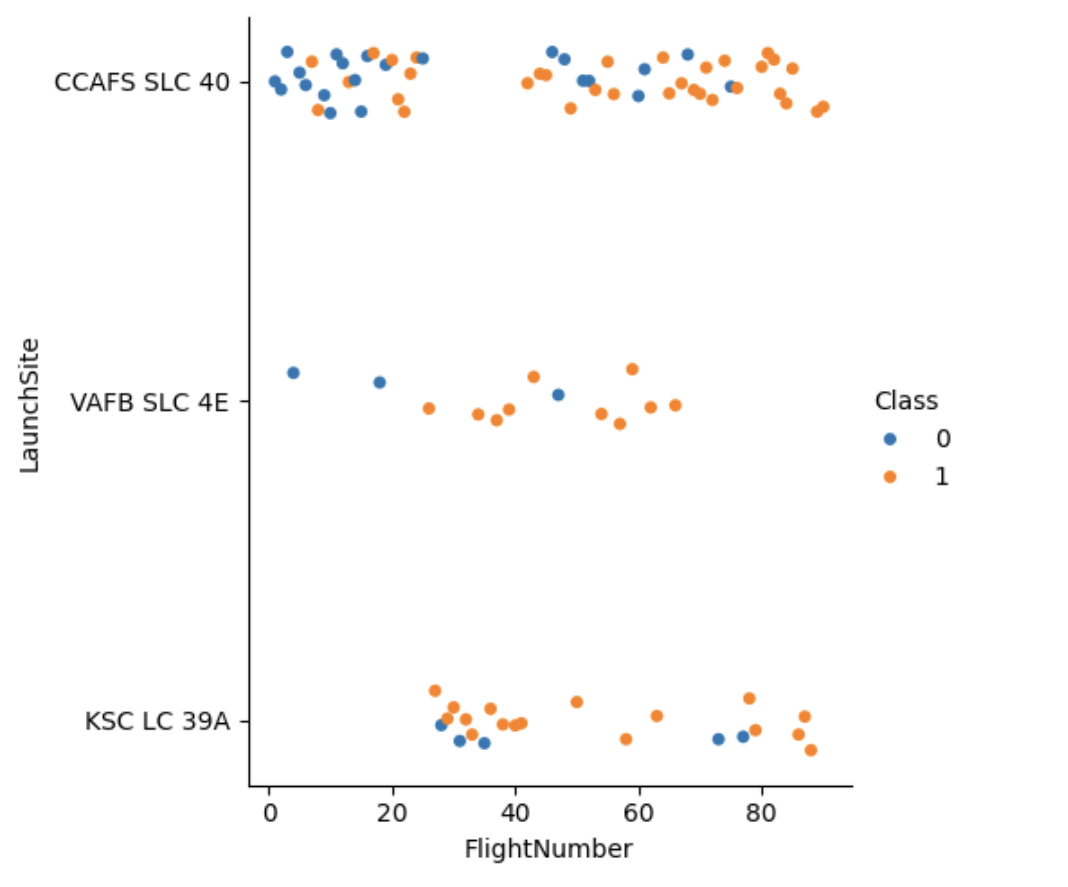 CCAFS SLC 40
VAFB SLC 4E
KSC LC 39A
LaunchSite
0 20 40 60 80
FlightNumber
Class
0
1